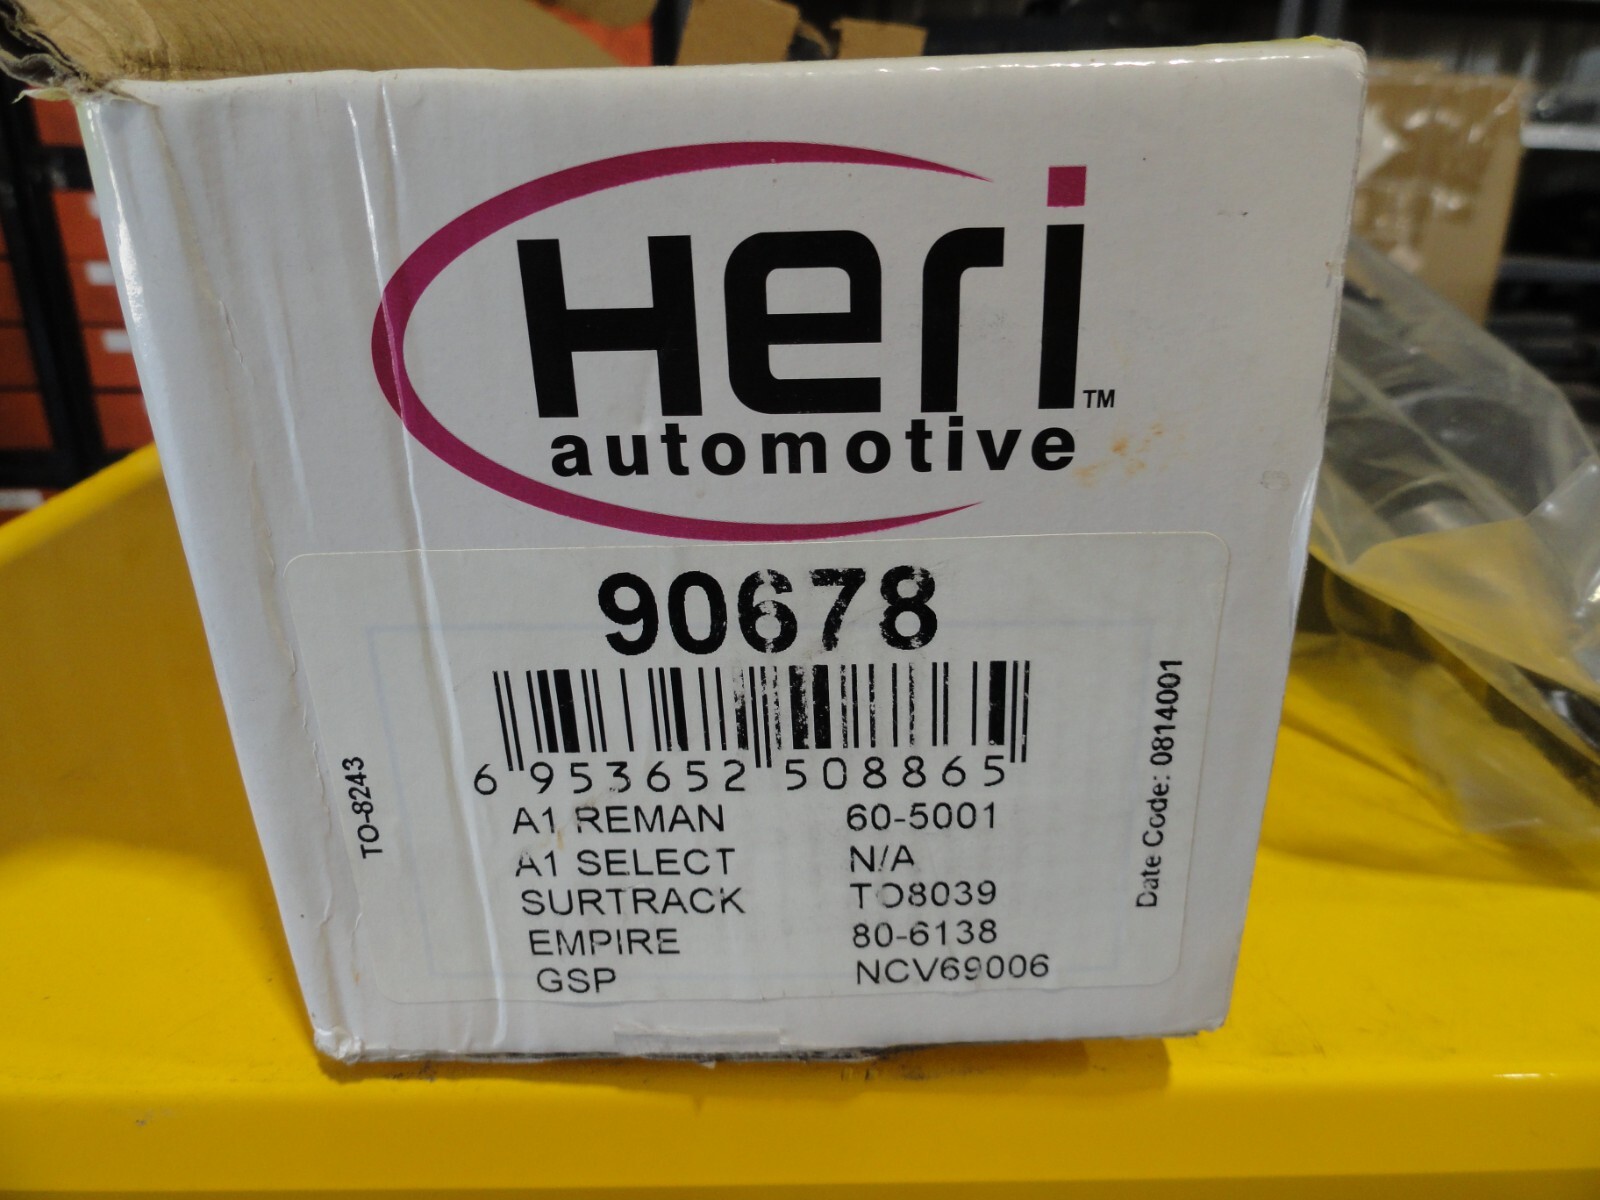 Heri™
automotive
90678
6 953652 508865
A1 REMAN 60-5001
A1 SELECT N/A
SURTRACK TO8039
EMPIRE 80-6138
GSP NCV69006
TO-8243
Date Code: 0814001